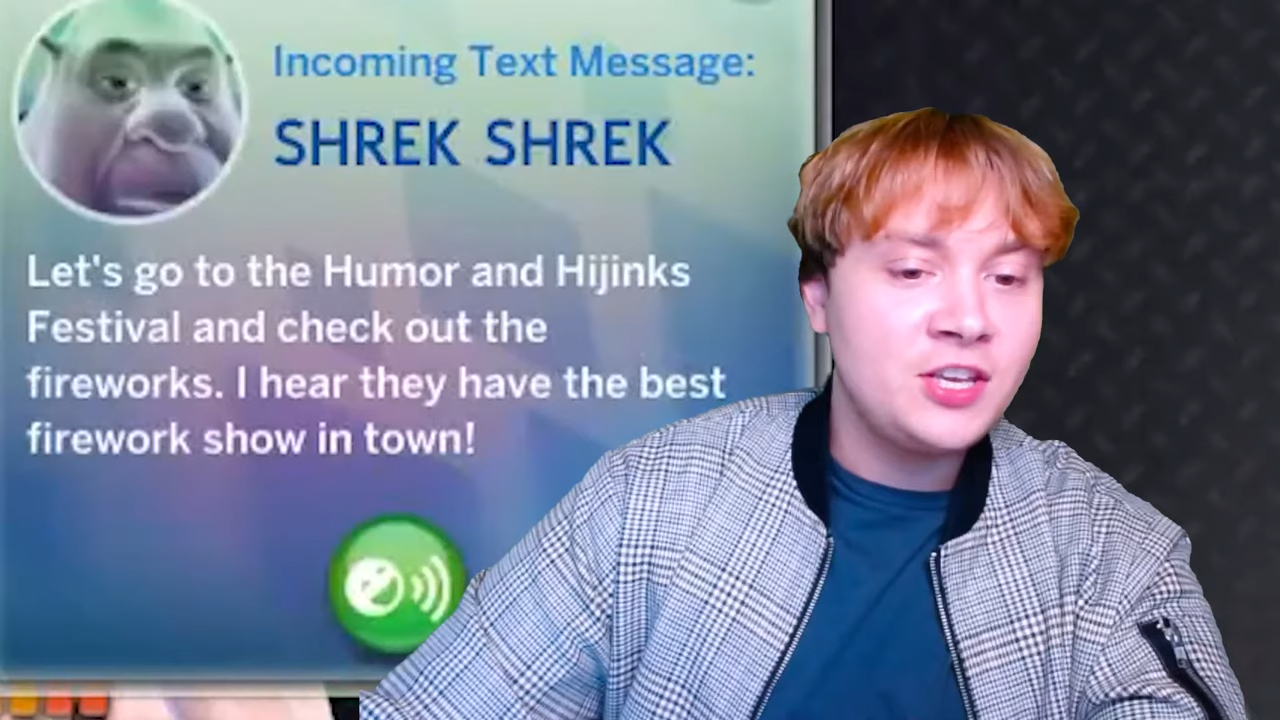 Incoming Text Message:
SHREK SHREK
Let's go to the Humor and Hijinks
Festival and check out the
fireworks. I hear they have the best
firework show in town!